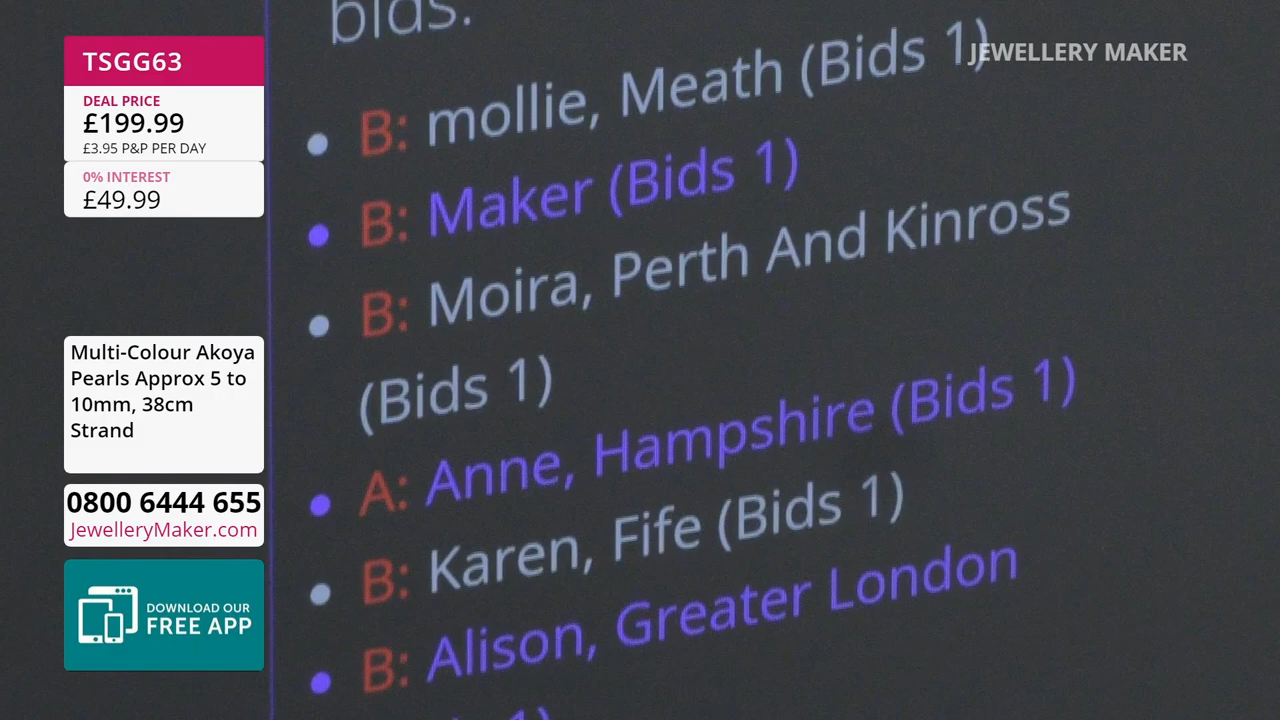 TSGG63
DEAL PRICE
£199.99
£3.95 P&P PER DAY
0% INTEREST
£49.99
Multi-Colour Akoya
Pearls Approx 5 to
10mm, 38cm
Strand
0800 6444 655
JewelleryMaker.com
DOWNLOAD OUR
FREE APP
JEWELLERY MAKER
bids.
B: mollie, Meath (Bids 1)
B: Maker (Bids 1)
B: Moira, Perth And Kinross
(Bids 1)
A: Anne, Hampshire (Bids 1)
B: Karen, Fife (Bids 1)
B: Alison, Greater London